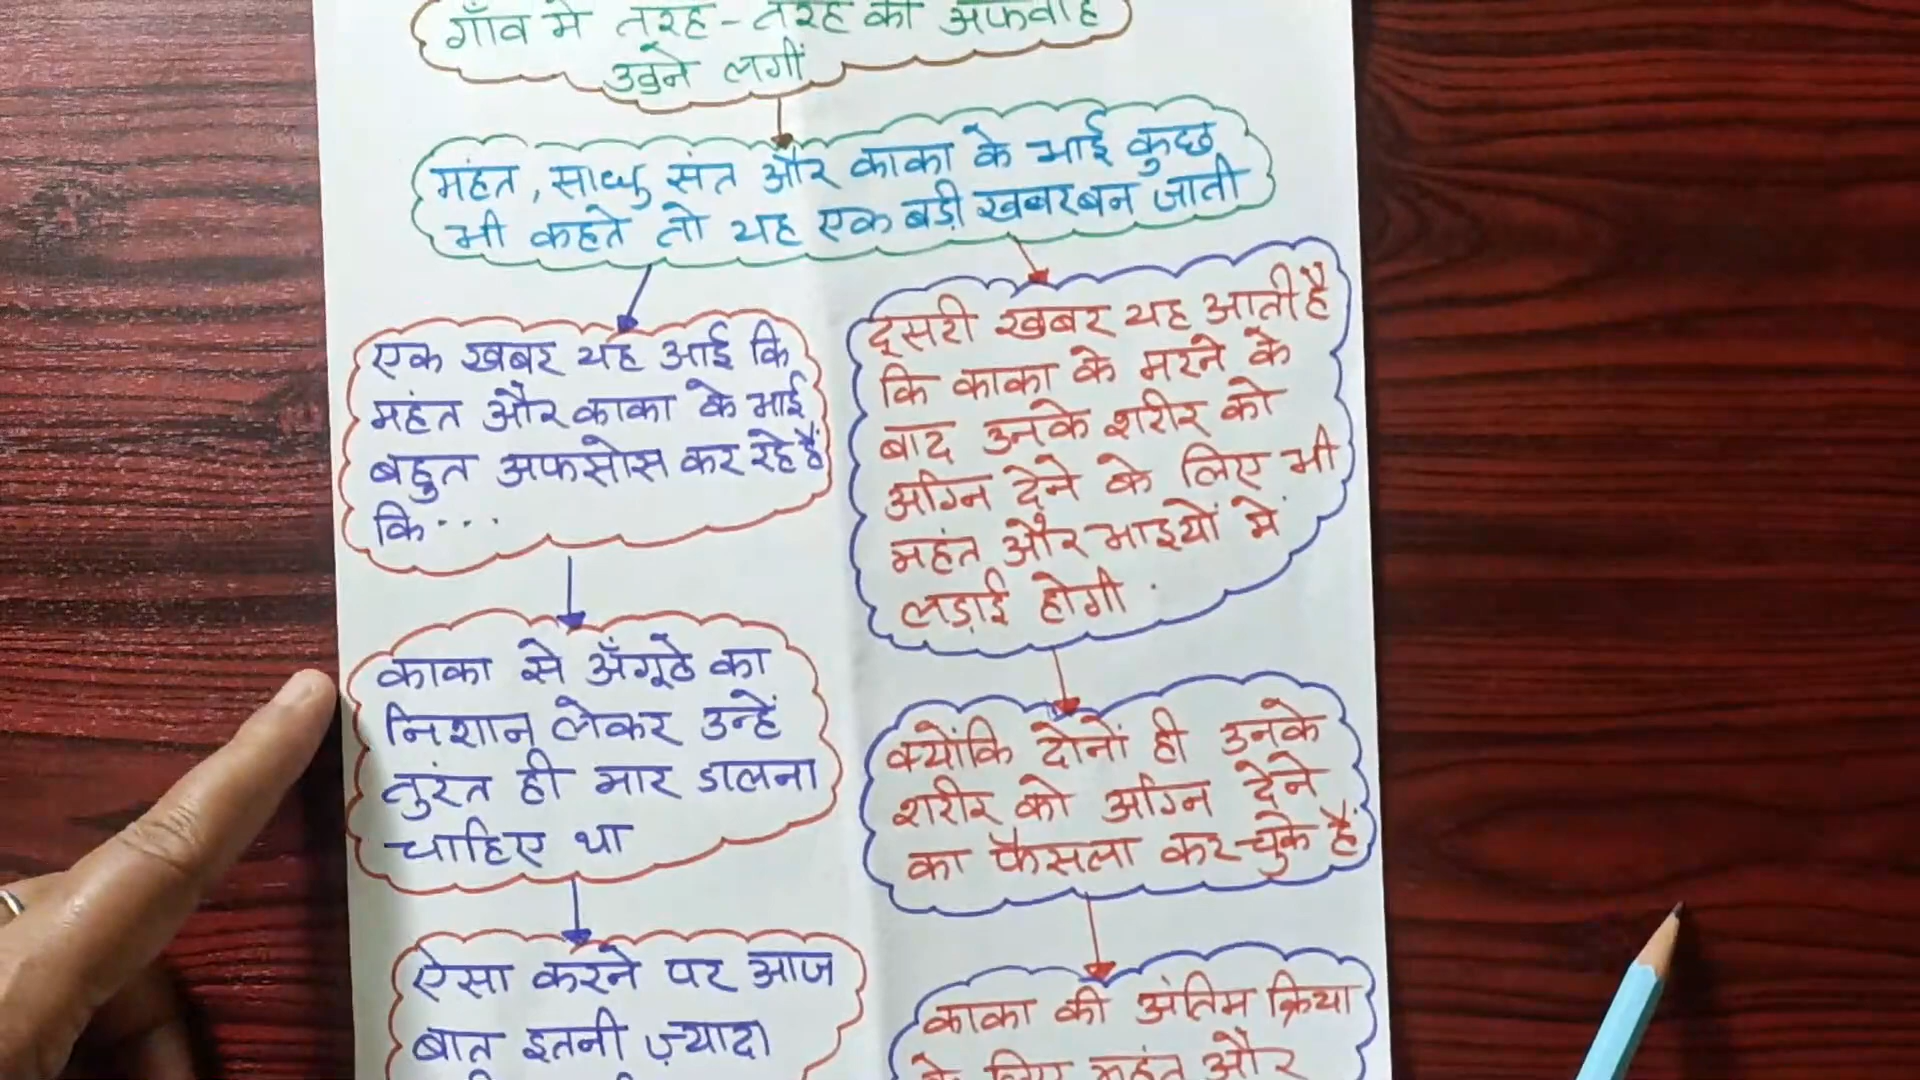 गाँव में तरह-तरह की अफवाहें
उड़ने लगीं
महंत, साधु संत और काका के भाई कुछ
भी कहते तो यह एक बड़ी खबर बन जाती
एक खबर यह आई कि
महंत और काका के भाई
बहुत अफसोस कर रहे हैं
कि...
काका से अँगूठे का
निशान लेकर उन्हें
तुरंत ही मार डालना
चाहिए था
ऐसा करने पर आज
बात इतनी ज़्यादा
दूसरी खबर यह आती है
कि काका के मरने के
बाद उनके शरीर को
अग्नि देने के लिए भी
महंत और भाइयों में
लड़ाई होगी
क्योंकि दोनों ही उनके
शरीर को अग्नि देने
का फैसला कर चुके हैं
काका की अंतिम क्रिया
के लिए महंत और